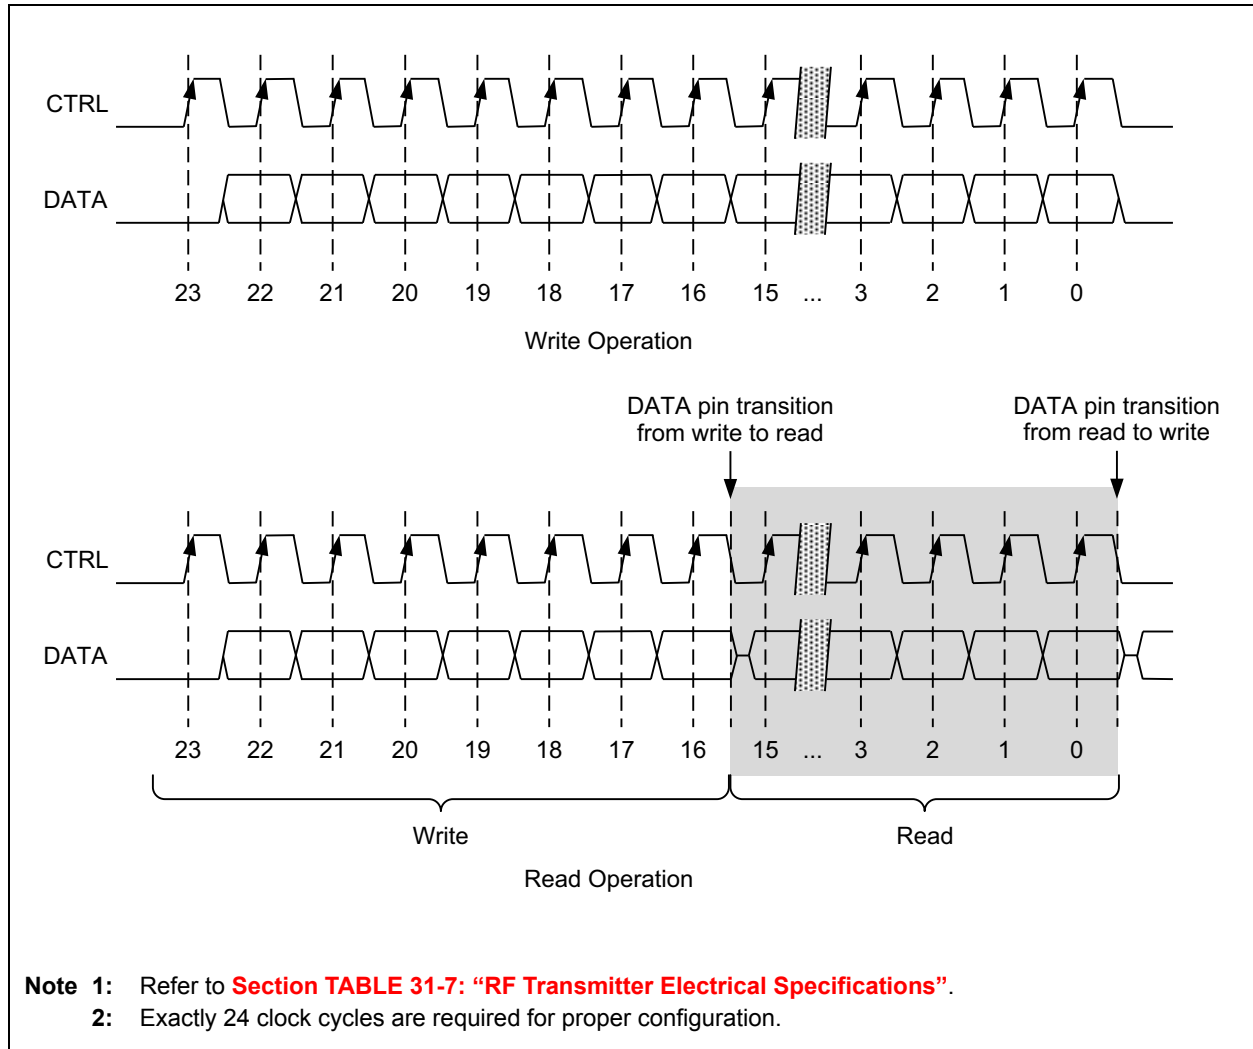 CTRL
DATA
23 22 21 20 19 18 17 16 15 ... 3 2 1 0
Write Operation
DATA pin transition
from write to read
DATA pin transition
from read to write
CTRL
DATA
23 22 21 20 19 18 17 16 15 ... 3 2 1 0
Write
Read
Read Operation
Note 1: Refer to Section TABLE 31-7: “RF Transmitter Electrical Specifications”.
2: Exactly 24 clock cycles are required for proper configuration.